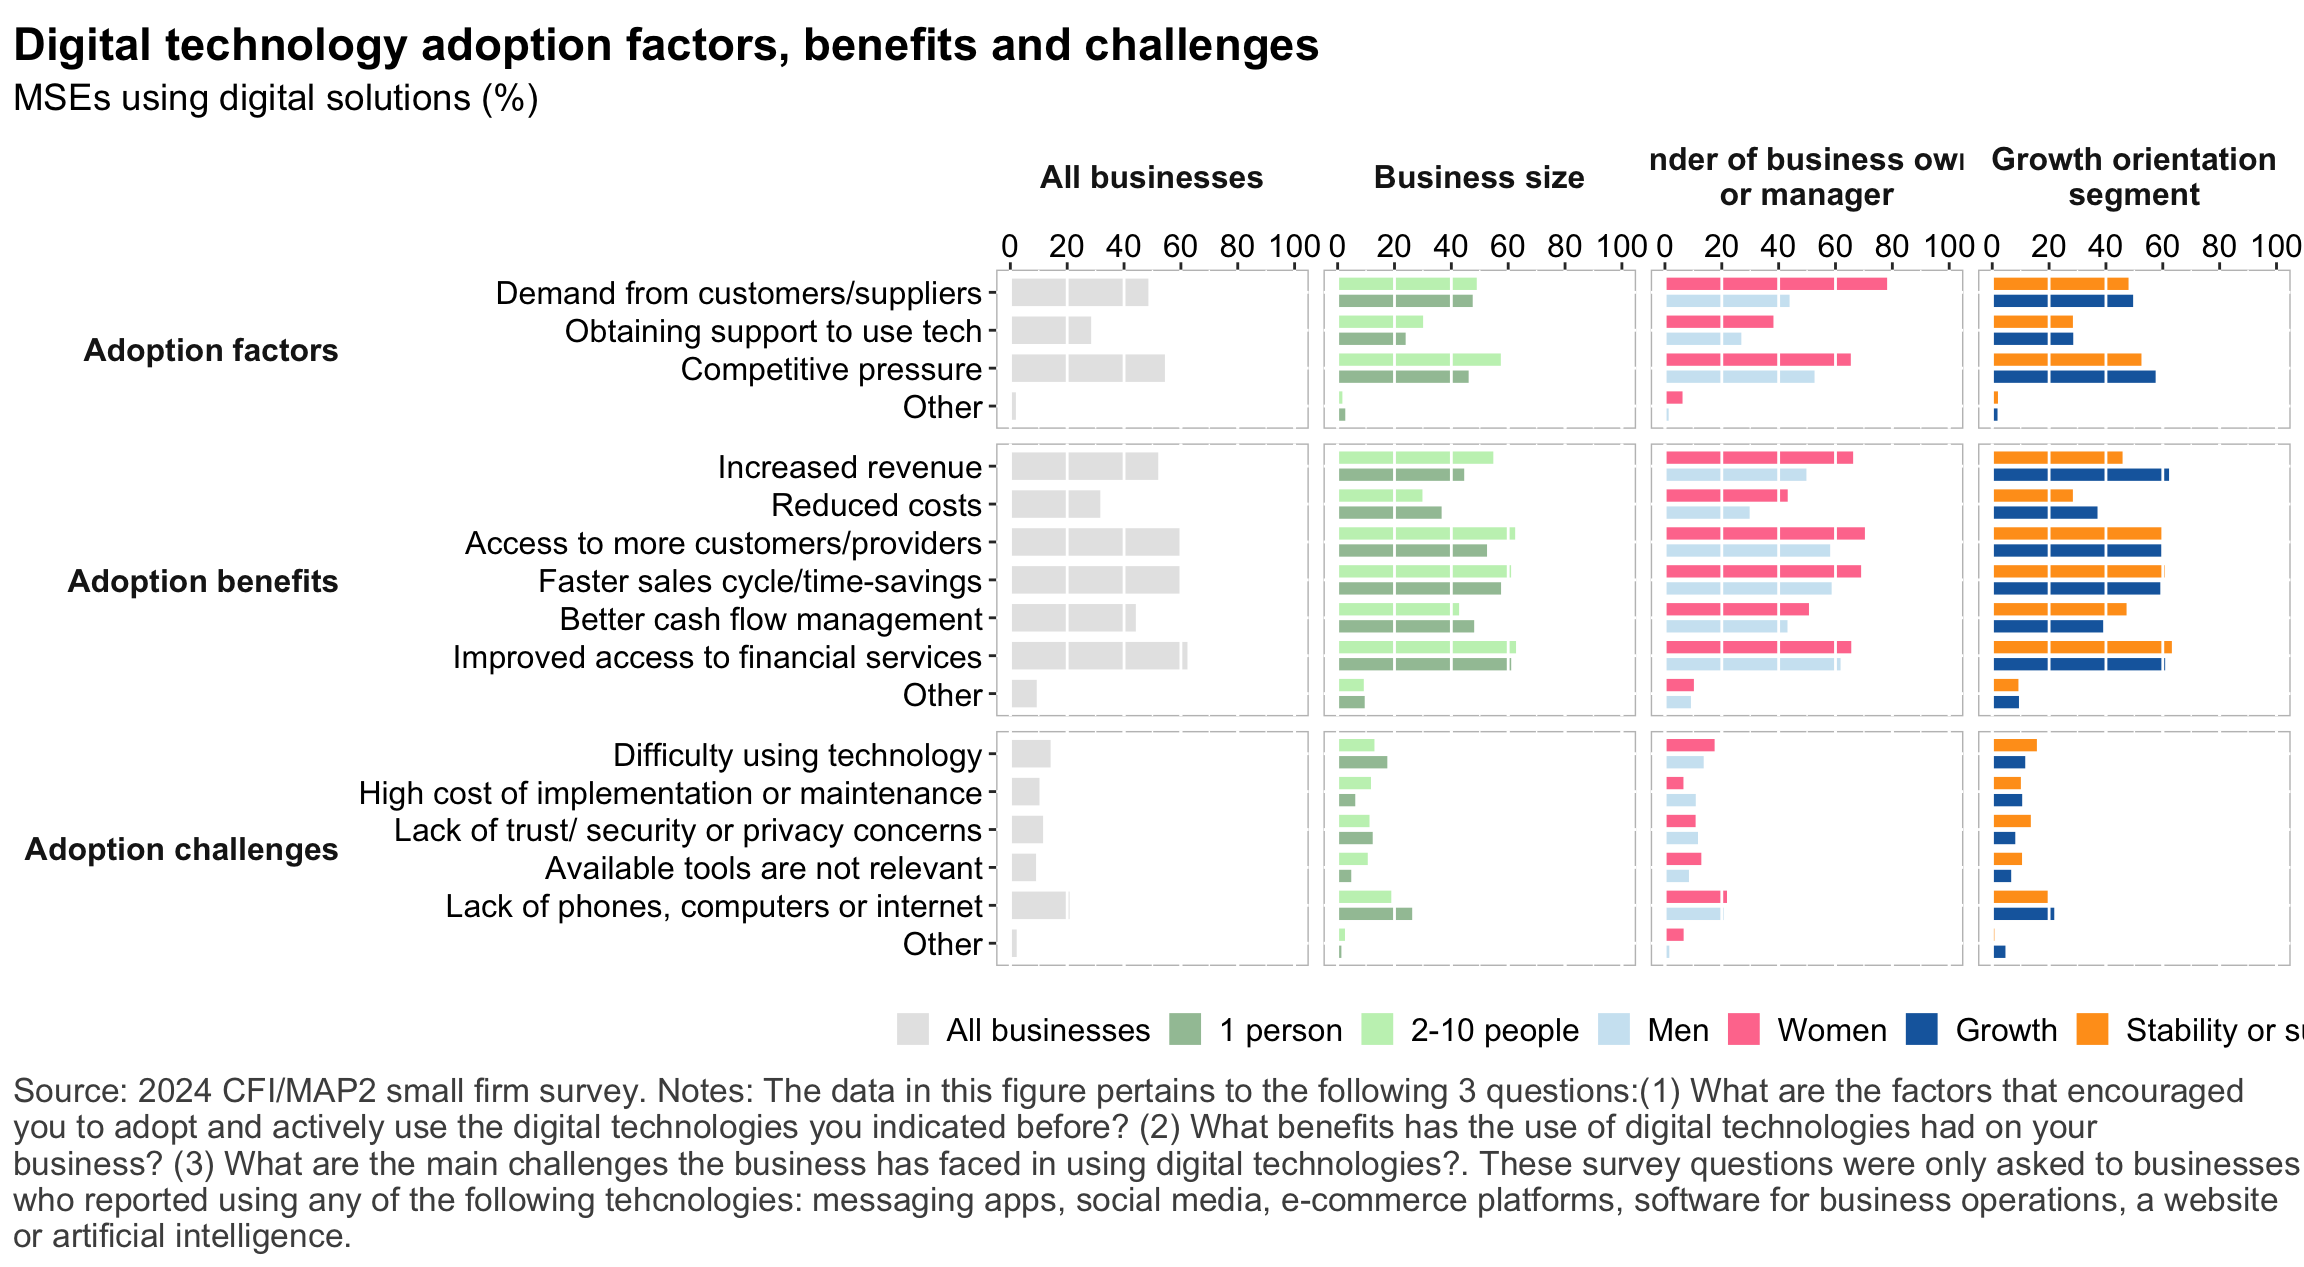 Digital technology adoption factors, benefits and challenges
MSEs using digital solutions (%)
All businesses
Business size
nder of business own
or manager
Growth orientation
segment
0 20 40 60 80 100 0 20 40 60 80 100 0 20 40 60 80 100 0 20 40 60 80 100
Adoption factors
Demand from customers/suppliers
Obtaining support to use tech
Competitive pressure
Other
Adoption benefits
Increased revenue
Reduced costs
Access to more customers/providers
Faster sales cycle/time-savings
Better cash flow management
Improved access to financial services
Other
Adoption challenges
Difficulty using technology
High cost of implementation or maintenance
Lack of trust/ security or privacy concerns
Available tools are not relevant
Lack of phones, computers or internet
Other
All businesses 1 person 2-10 people Men Women Growth Stability or su
Source: 2024 CFI/MAP2 small firm survey. Notes: The data in this figure pertains to the following 3 questions:(1) What are the factors that encouraged
you to adopt and actively use the digital technologies you indicated before? (2) What benefits has the use of digital technologies had on your
business? (3) What are the main challenges the business has faced in using digital technologies?. These survey questions were only asked to businesses
who reported using any of the following tehcnologies: messaging apps, social media, e-commerce platforms, software for business operations, a website
or artificial intelligence.